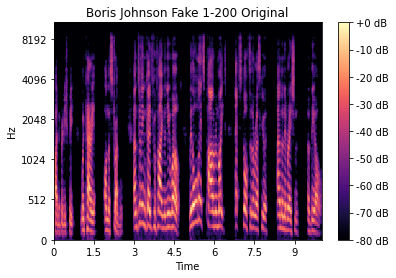 Boris Johnson Fake 1-200 Original
+0 dB
8192
-10 dB
-20 dB
4096
-30 dB
Hz
2048
-40 dB
1024
-50 dB
512
-60 dB
-70 dB
0
-80 dB
0 1.5 3 4.5 6 7.5 9
Time